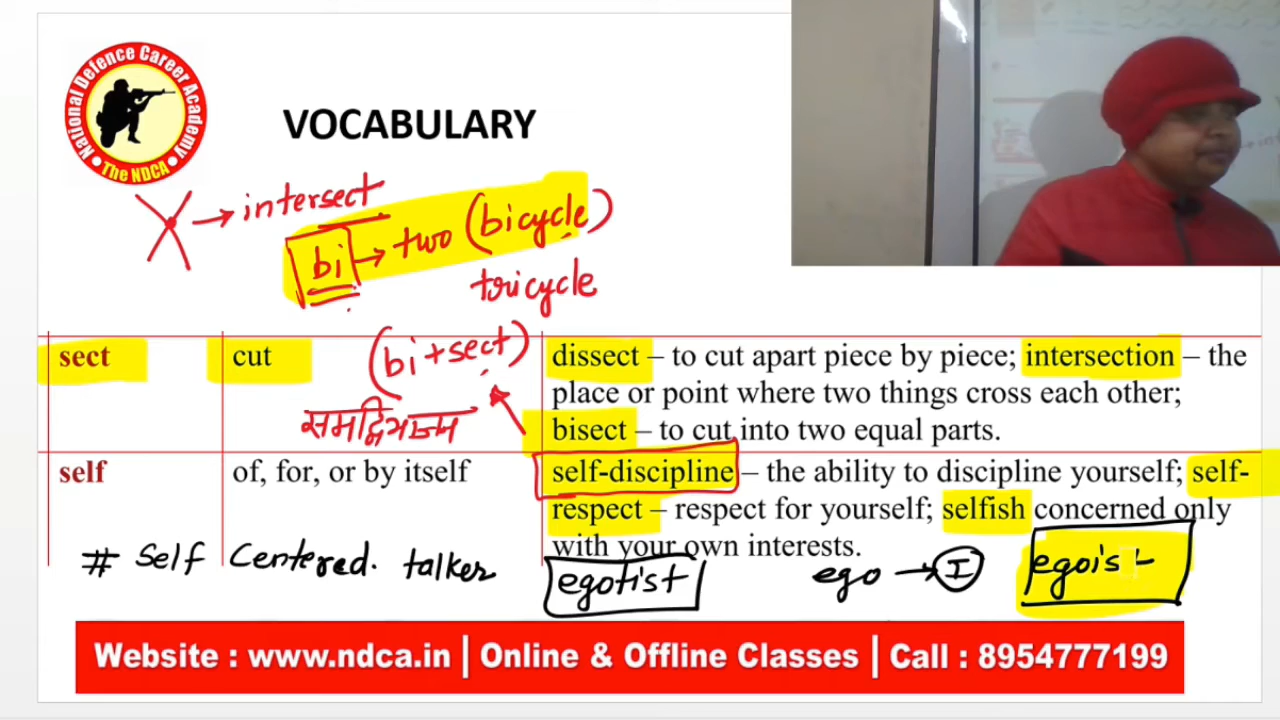 National Defence Career Academy
• The NDCA •
VOCABULARY
→ intersect
bi → two (bicycle)
tricycle
sect cut (bi + sect) dissect – to cut apart piece by piece; intersection – the
place or point where two things cross each other;
समद्विभाजन bisect – to cut into two equal parts.
self of, for, or by itself self-discipline – the ability to discipline yourself; self-
respect – respect for yourself; selfish concerned only
with your own interests.
# Self Centered. talker egotist ego → I egoist
Website : www.ndca.in | Online & Offline Classes | Call : 8954777199